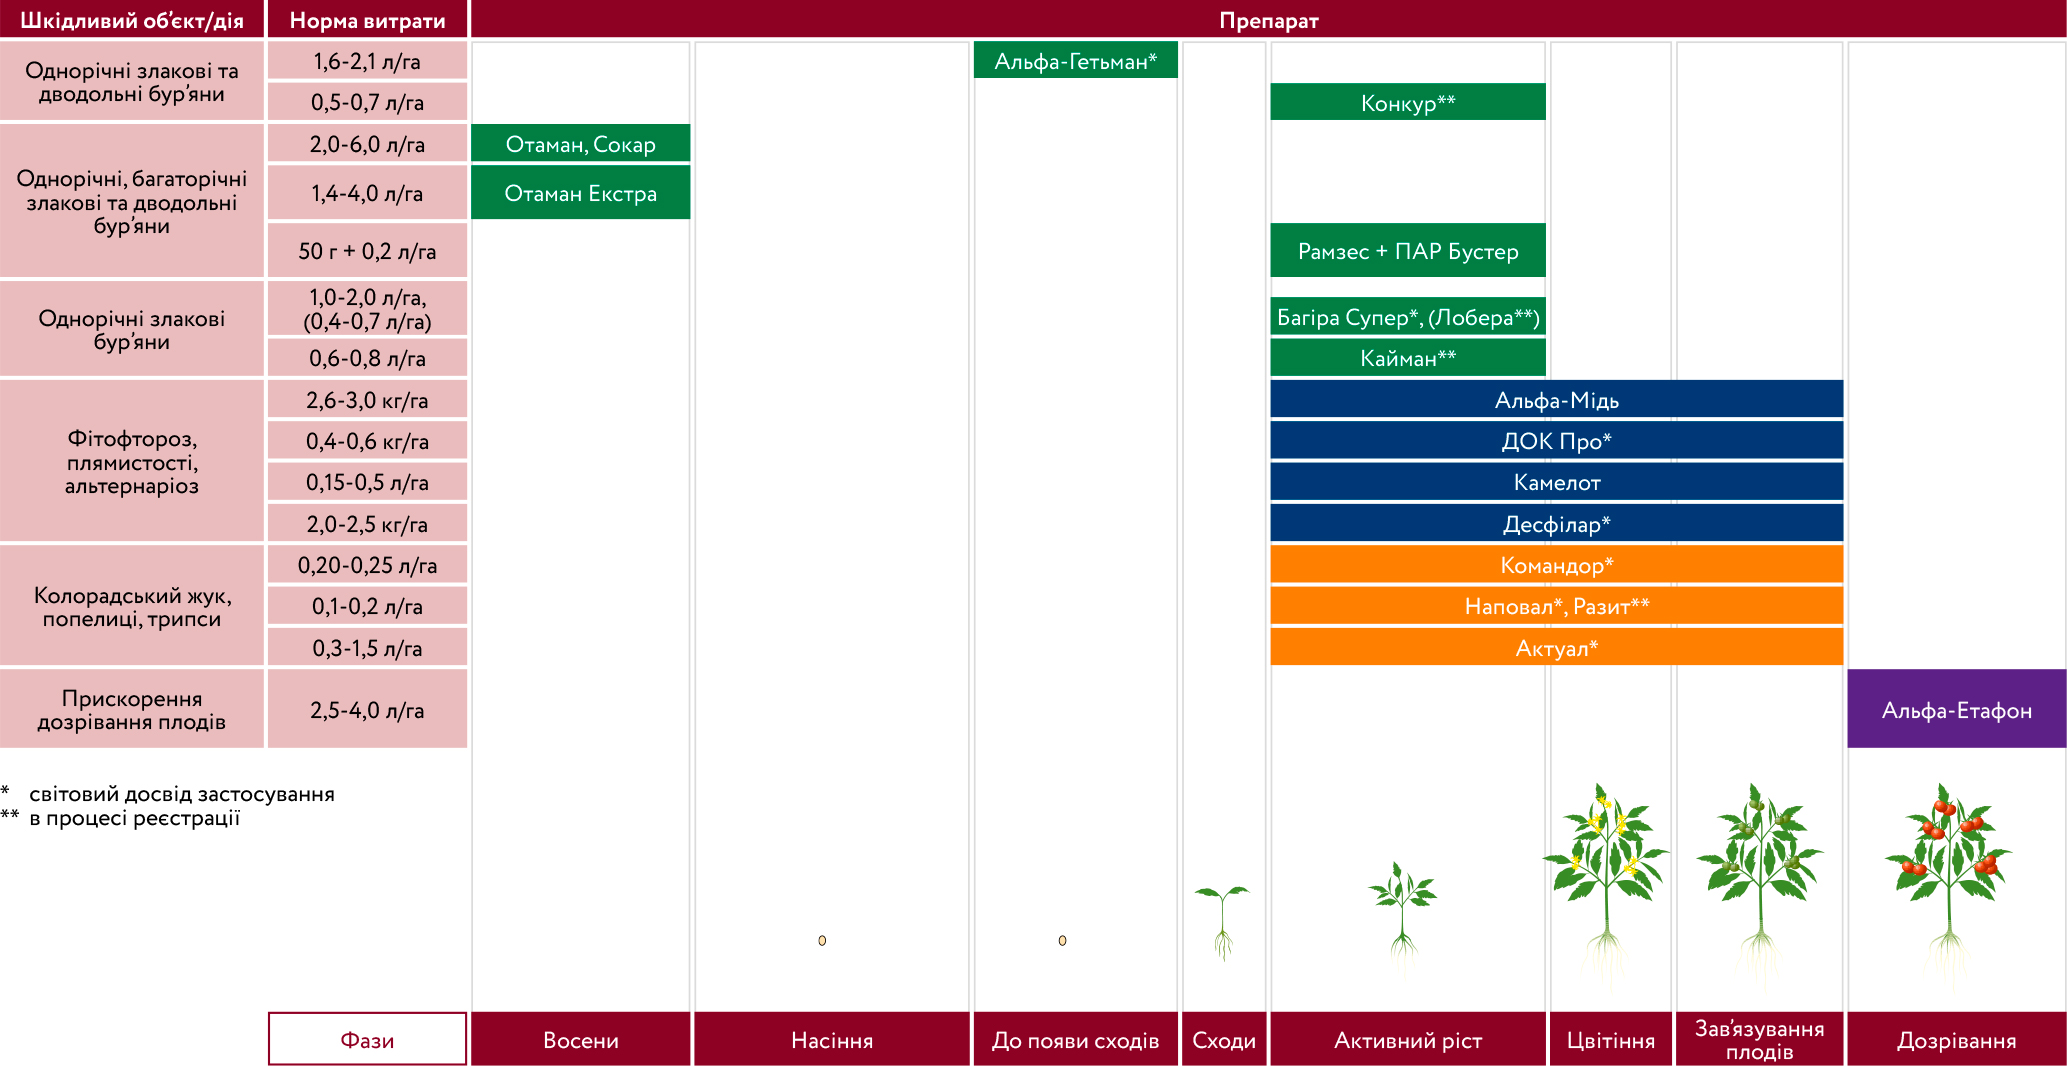 Шкідливий об’єкт/дія
Норма витрати
Препарат
Однорічні злакові та
дводольні бур’яни
1,6-2,1 л/га
Альфа-Гетьман*
0,5-0,7 л/га
Конкур**
Однорічні, багаторічні
злакові та дводольні
бур’яни
2,0-6,0 л/га
Отаман, Сокар
1,4-4,0 л/га
Отаман Екстра
50 г + 0,2 л/га
Рамзес + ПАР Бустер
Однорічні злакові
бур’яни
1,0-2,0 л/га,
(0,4-0,7 л/га)
Багіра Супер*, (Лобера**)
0,6-0,8 л/га
Кайман**
Фітофтороз,
плямистості,
альтернаріоз
2,6-3,0 кг/га
Альфа-Мідь
0,4-0,6 кг/га
ДОК Про*
0,15-0,5 л/га
Камелот
2,0-2,5 кг/га
Десфілар*
Колорадський жук,
попелиці, трипси
0,20-0,25 л/га
Командор*
0,1-0,2 л/га
Наповал*, Разит**
0,3-1,5 л/га
Актуал*
Прискорення
дозрівання плодів
2,5-4,0 л/га
Альфа-Етафон
* світовий досвід застосування
** в процесі реєстрації
Фази
Восени
Насіння
До появи сходів
Сходи
Активний ріст
Цвітіння
Зав’язування
плодів
Дозрівання